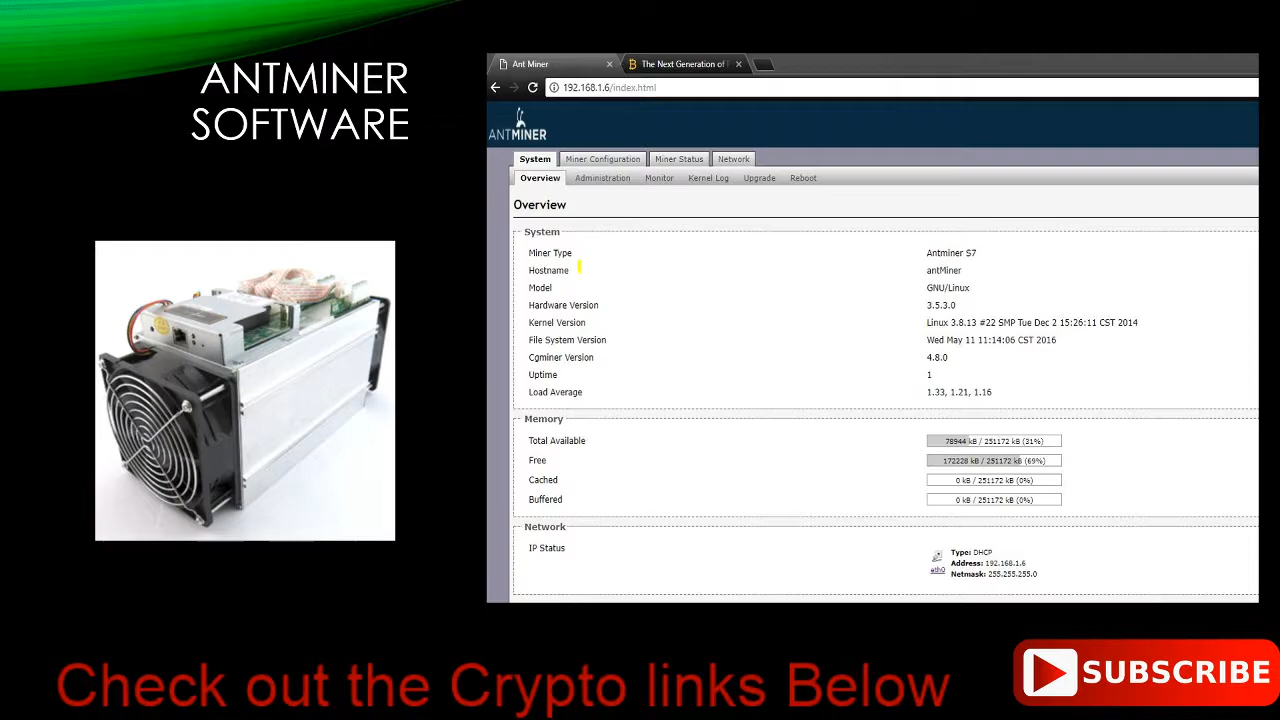 ANTMINER
SOFTWARE
Ant Miner
The Next Generation of
192.168.1.6/index.html
ANTMINER
System Miner Configuration Miner Status Network
Overview Administration Monitor Kernel Log Upgrade Reboot
Overview
System
Miner Type Antminer S7
Hostname antMiner
Model GNU/Linux
Hardware Version 3.5.3.0
Kernel Version Linux 3.8.13 #22 SMP Tue Dec 2 15:26:11 CST 2014
File System Version Wed May 11 11:14:06 CST 2016
Cgminer Version 4.8.0
Uptime 1
Load Average 1.33, 1.21, 1.16
Memory
Total Available 78944 kB / 251172 kB (31%)
Free 172228 kB / 251172 kB (69%)
Cached 0 kB / 251172 kB (0%)
Buffered 0 kB / 251172 kB (0%)
Network
IP Status
Type: DHCP
Address: 192.168.1.6
eth0 Netmask: 255.255.255.0
Check out the Crypto links Below
SUBSCRIBE